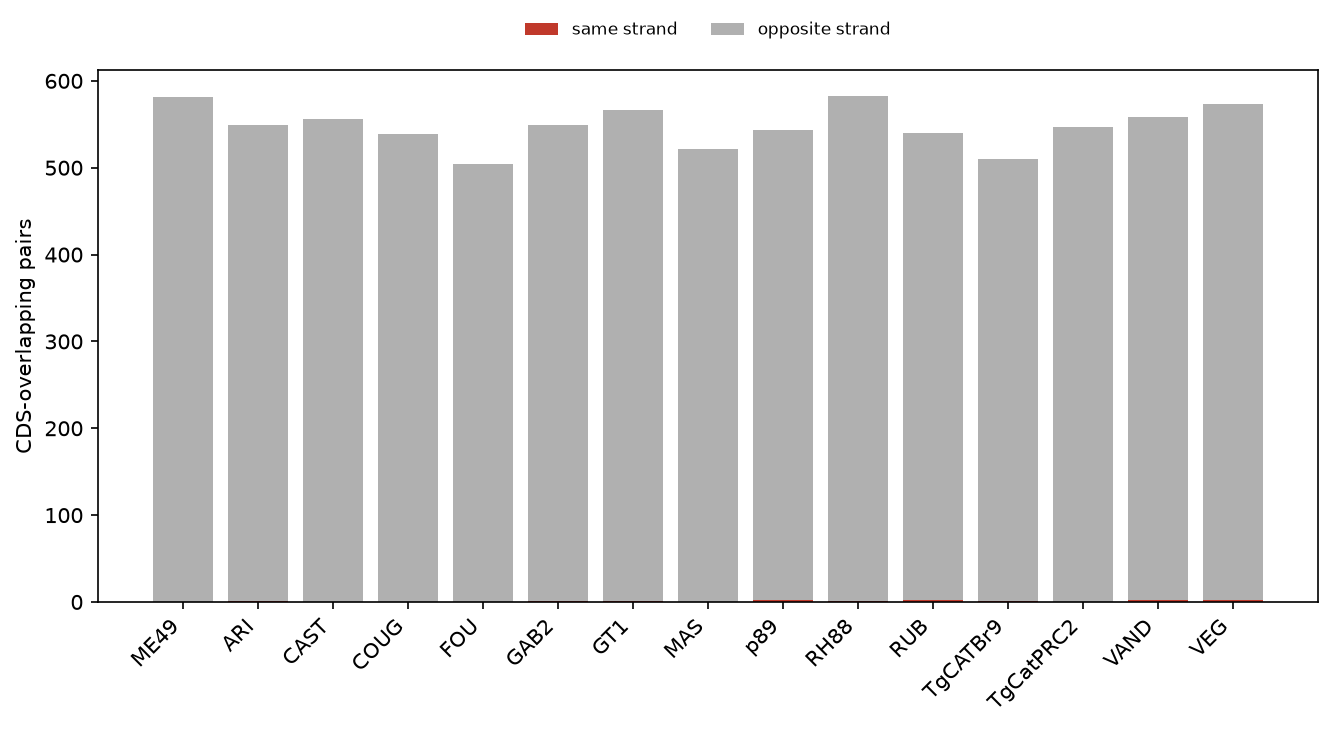 same strand
opposite strand
CDS-overlapping pairs
600
500
400
300
200
100
0
ME49
ARI
CAST
COUG
FOU
GAB2
GT1
MAS
p89
RH88
RUB
TgCATBr9
TgCatPRC2
VAND
VEG